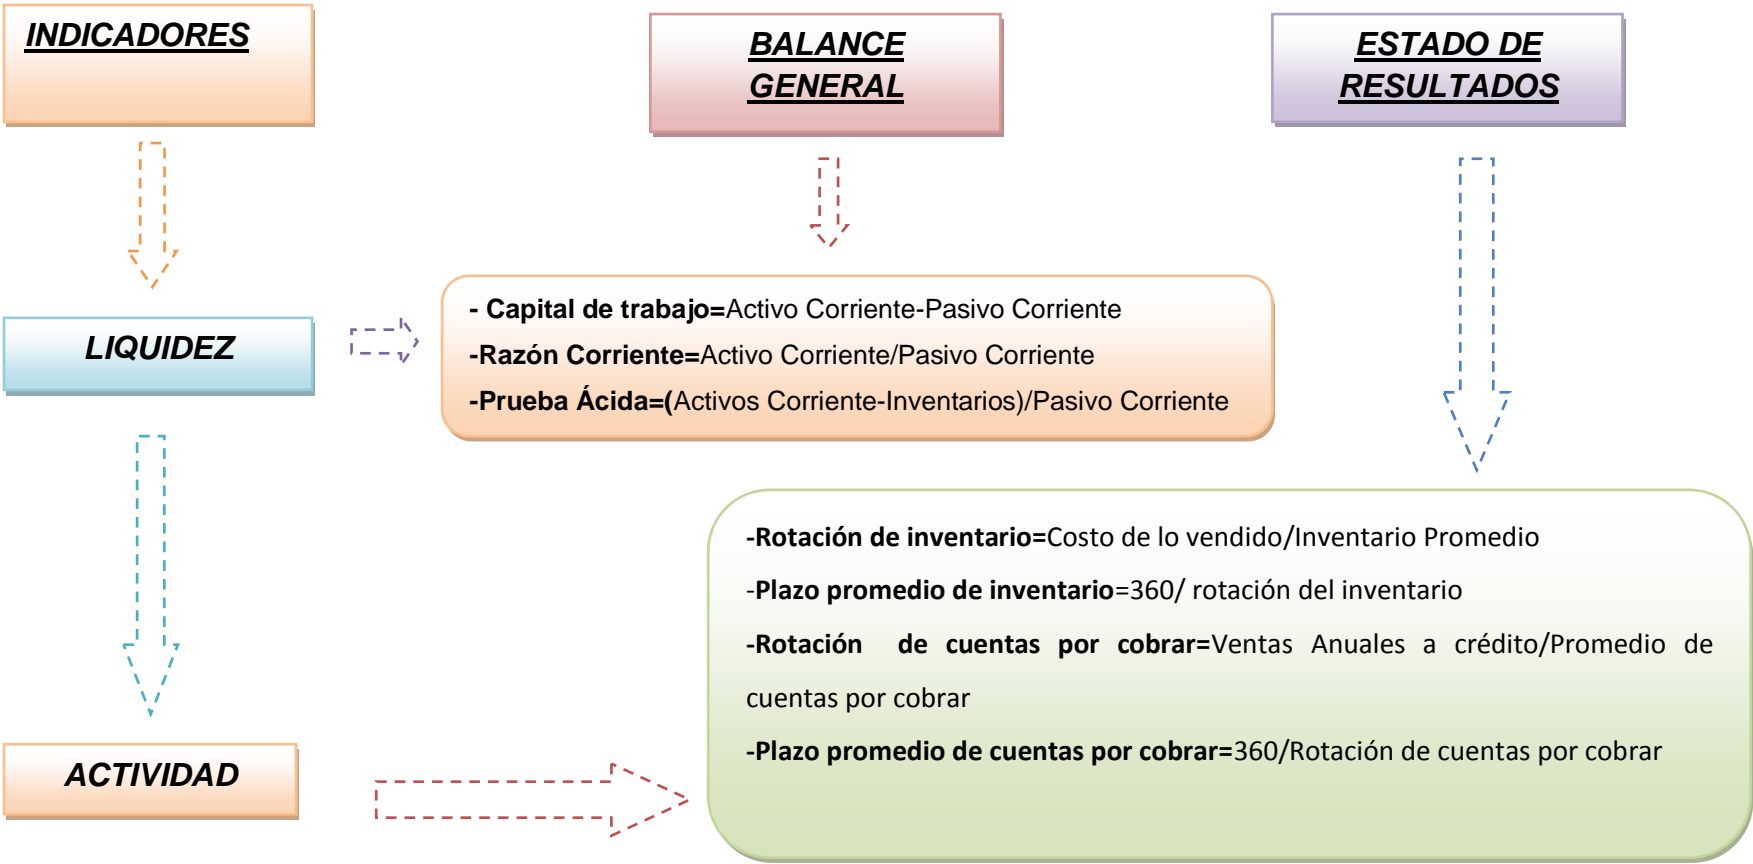 INDICADORES
BALANCE
GENERAL
ESTADO DE
RESULTADOS
LIQUIDEZ
- Capital de trabajo=Activo Corriente-Pasivo Corriente
-Razón Corriente=Activo Corriente/Pasivo Corriente
-Prueba Ácida=(Activos Corriente-Inventarios)/Pasivo Corriente
-Rotación de inventario=Costo de lo vendido/Inventario Promedio
-Plazo promedio de inventario=360/ rotación del inventario
-Rotación de cuentas por cobrar=Ventas Anuales a crédito/Promedio de
cuentas por cobrar
-Plazo promedio de cuentas por cobrar=360/Rotación de cuentas por cobrar
ACTIVIDAD